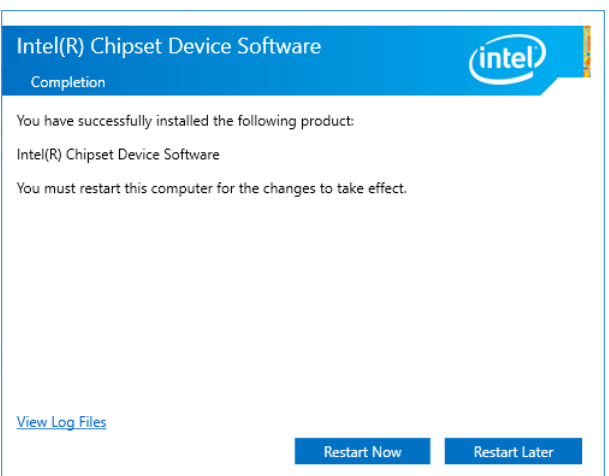 Intel(R) Chipset Device Software
intel
Completion
You have successfully installed the following product:
Intel(R) Chipset Device Software
You must restart this computer for the changes to take effect.
View Log Files
Restart Now
Restart Later